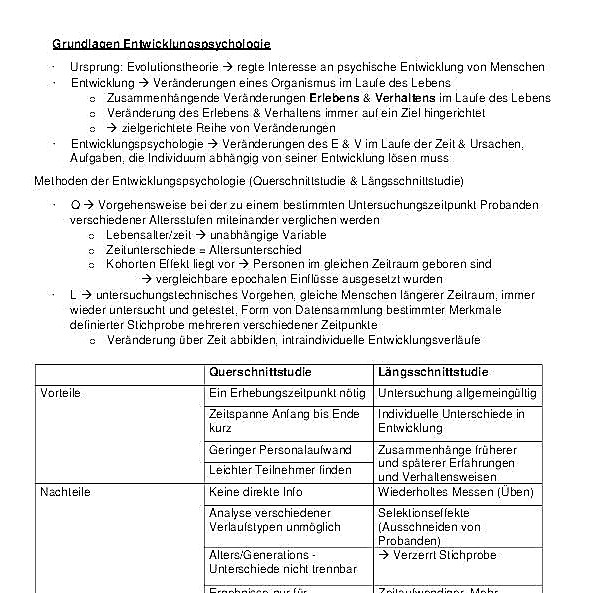 Grundlagen Entwicklungspsychologie
· Ursprung: Evolutionstheorie → regte Interesse an psychische Entwicklung von Menschen
· Entwicklung → Veränderungen eines Organismus im Laufe des Lebens
o Zusammenhängende Veränderungen Erlebens & Verhaltens im Laufe des Lebens
o Veränderung des Erlebens & Verhaltens immer auf ein Ziel hingerichtet
o → zielgerichtete Reihe von Veränderungen
· Entwicklungspsychologie → Veränderungen des E & V im Laufe der Zeit & Ursachen,
Aufgaben, die Individuum abhängig von seiner Entwicklung lösen muss
Methoden der Entwicklungspsychologie (Querschnittstudie & Längsschnittstudie)
· Q → Vorgehensweise bei der zu einem bestimmten Untersuchungszeitpunkt Probanden
verschiedener Altersstufen miteinander verglichen werden
o Lebensalter/zeit → unabhängige Variable
o Zeitunterschiede = Altersunterschied
o Kohorten Effekt liegt vor → Personen im gleichen Zeitraum geboren sind
→ vergleichbare epochalen Einflüsse ausgesetzt wurden
· L → untersuchungstechnisches Vorgehen, gleiche Menschen längerer Zeitraum, immer
wieder untersucht und getestet, Form von Datensammlung bestimmter Merkmale
definierter Stichprobe mehreren verschiedener Zeitpunkte
o Veränderung über Zeit abbilden, intraindividuelle Entwicklungsverläufe
Querschnittstudie Längsschnittstudie
Vorteile Ein Erhebungszeitpunkt nötig Untersuchung allgemeingültig
Zeitspanne Anfang bis Ende Individuelle Unterschiede in
kurz Entwicklung
Geringer Personalaufwand Zusammenhänge früherer
und späterer Erfahrungen
Leichter Teilnehmer finden und Verhaltensweisen
Nachteile Keine direkte Info Wiederholtes Messen (Üben)
Analyse verschiedener Selektionseffekte
Verlaufstypen unmöglich (Ausschneiden von
Probanden)
Alters/Generations - → Verzerrt Stichprobe
Unterschiede nicht trennbar
Ergebnisse nur für Zeitaufwendiger, Mehr